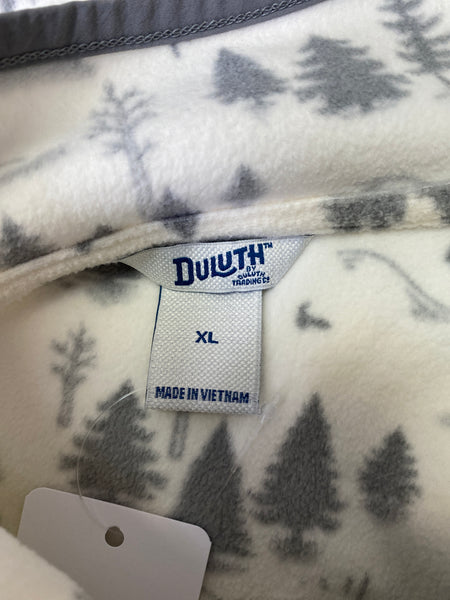 DULUTH™
BY
DULUTH
TRADING CO
XL
MADE IN VIETNAM